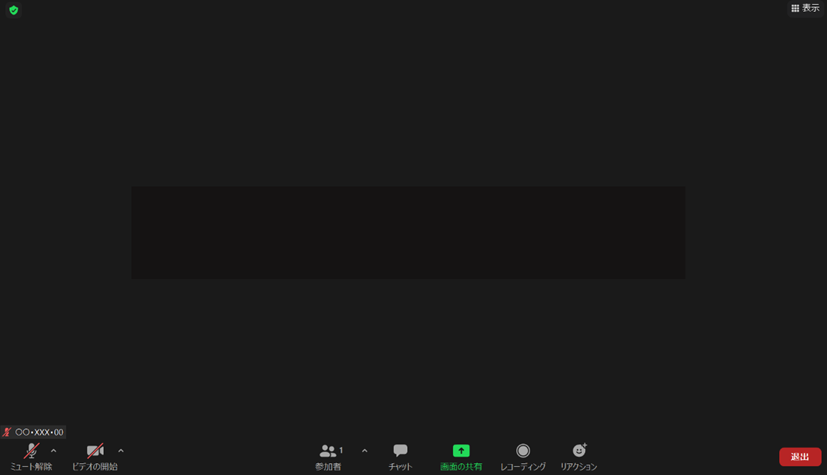 表示
○○・XXX・00
ミュート解除
ビデオの開始
1
参加者
チャット
画面の共有
レコーディング
リアクション
退出